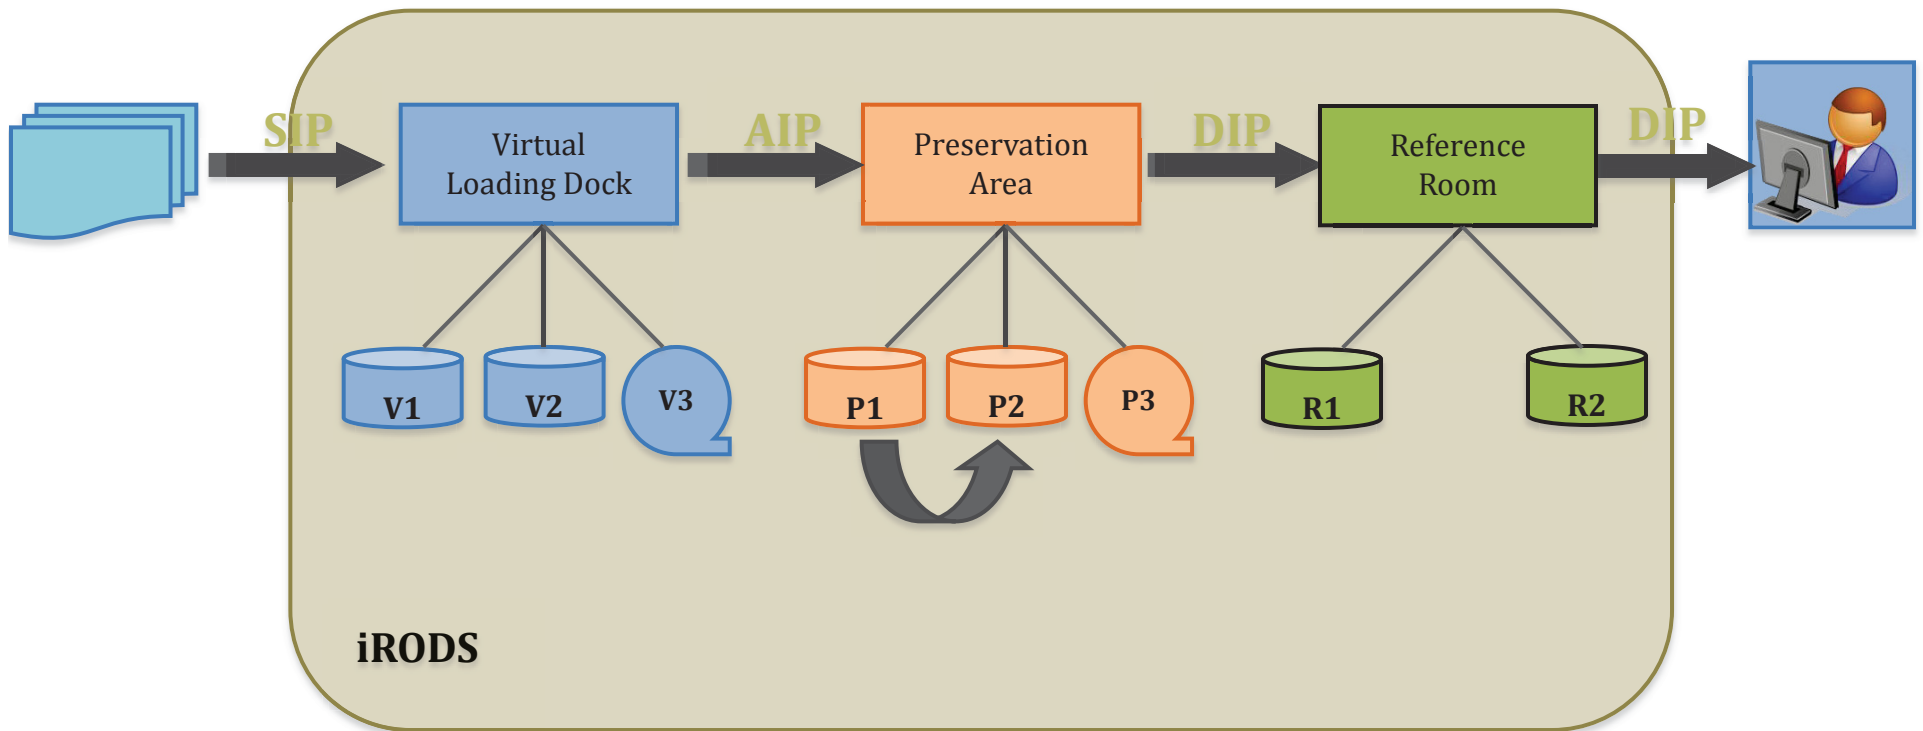 SIP
Virtual
Loading Dock
AIP
Preservation
Area
DIP
Reference
Room
DIP
V1
V2
V3
P1
P2
P3
R1
R2
iRODS